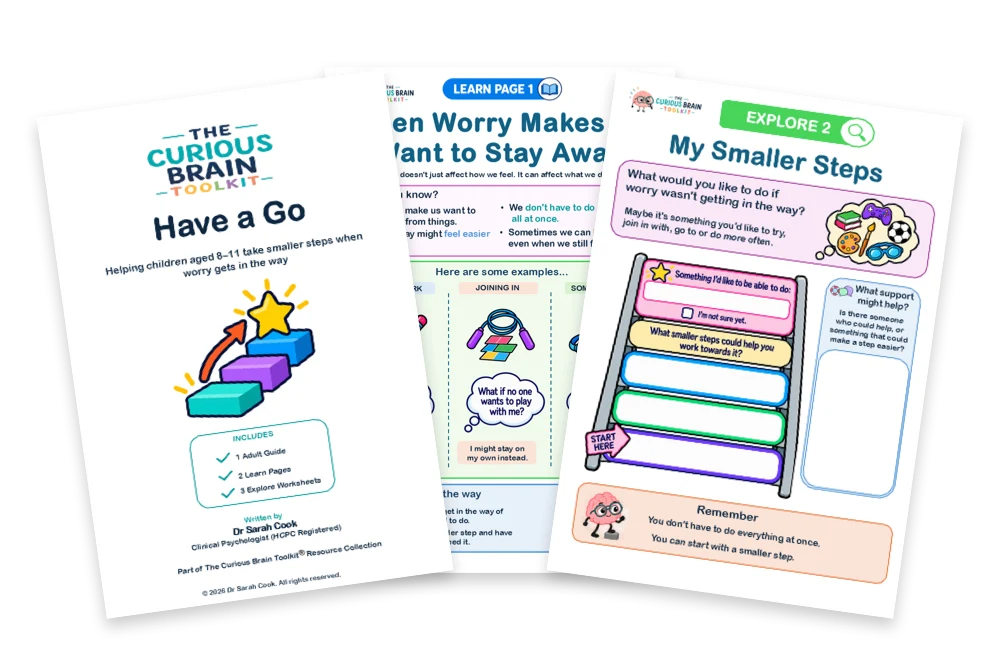 THE
CURIOUS
BRAIN
TOOLKIT
Have a Go
Helping children aged 8–11 take smaller steps when
worry gets in the way
INCLUDES
1 Adult Guide
2 Learn Pages
3 Explore Worksheets
Written by
Dr Sarah Cook
Clinical Psychologist (HCPC Registered)
Part of The Curious Brain Toolkit® Resource Collection
© 2026 Dr Sarah Cook. All rights reserved.
BRAIN
LEARN PAGE 1
en Worry Makes
Want to Stay Awa
doesn't just affect how we feel. It can affect what we d
know?
make us want to
from things.
ay might feel easier
• We don't have to do
all at once.
• Sometimes we can
even when we still f
Here are some examples...
RK
JOINING IN
SOM
What if no one
wants to play
with me?
I might stay on
my own instead.
the way
et in the way of
to do.
ler step and have
ned it.
THE
CURIOUS BRAIN
TOOLKIT
EXPLORE 2
My Smaller Steps
What would you like to do if
worry wasn't getting in the way?
Maybe it's something you'd like to try,
join in with, go to or do more often.
Something I'd like to be able to do:
I'm not sure yet.
What smaller steps could help you
work towards it?
START
HERE
What support
might help?
Is there someone
who could help, or
something that could
make a step easier?
Remember
You don't have to do everything at once.
You can start with a smaller step.